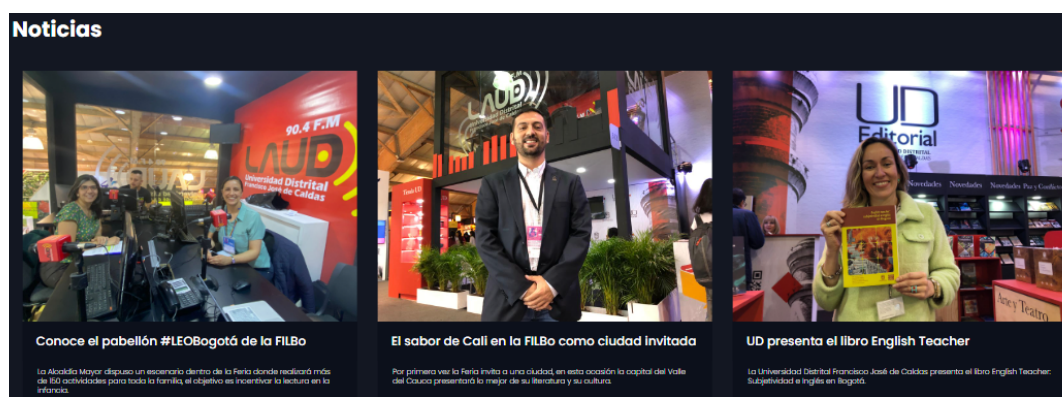 Noticias
90.4 F.M
LAUD
Universidad Distrital
Francisco José de Caldas
LAUD
UD
Editorial
Novedades Novedades Novedades Paz y Conflicto
Arte y Teatro
Conoce el pabellón #LEOBogotá de la FILBo
La Alcaldía Mayor dispuso un escenario dentro de la Feria donde realizará más
de 150 actividades para toda la familia, el objetivo es incentivar la lectura en la
infancia.
El sabor de Cali en la FILBo como ciudad invitada
Por primera vez la Feria invita a una ciudad, en esta ocasión la capital del Valle
del Cauca presentará lo mejor de su literatura y su cultura.
UD presenta el libro English Teacher
La Universidad Distrital Francisco José de Caldas presenta el libro English Teacher:
Subjetividad e Inglés en Bogotá.